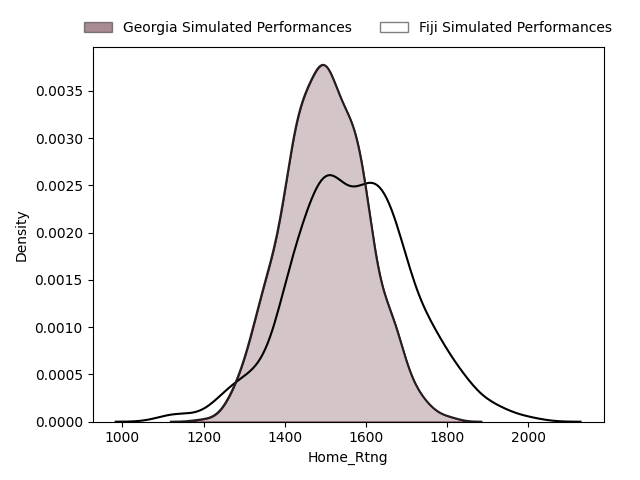 Georgia Simulated Performances Fiji Simulated Performances
0.0035
0.0030
0.0025
0.0020
0.0015
0.0010
0.0005
0.0000
Density
1000 1200 1400 1600 1800 2000
Home_Rtng